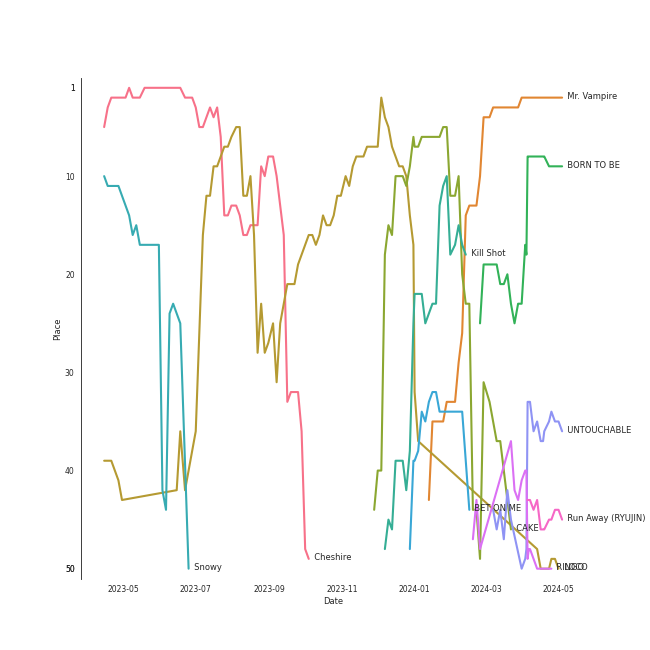 1
Mr. Vampire
BORN TO BE
10
Kill Shot
20
Place
30
UNTOUCHABLE
40
BET ON ME
Run Away (RYUJIN)
CAKE
Cheshire
50
Snowy
2023-05
2023-07
2023-09
2023-11
2024-01
2024-03
2024-05
Date